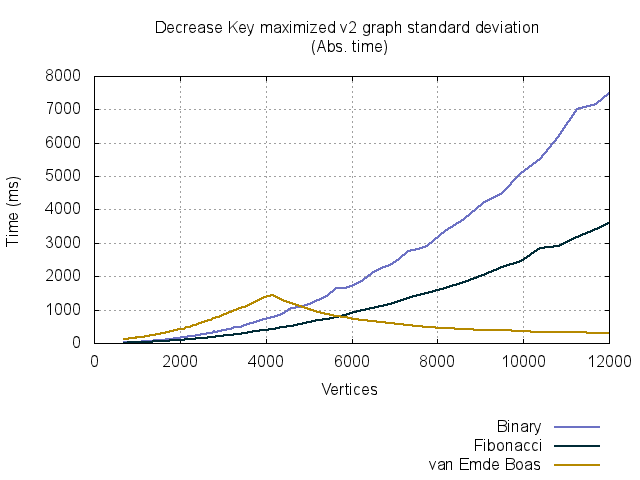 Decrease Key maximized v2 graph standard deviation
(Abs. time)
8000
7000
6000
5000
4000
3000
2000
1000
0
Time (ms)
0 2000 4000 6000 8000 10000 12000
Vertices
Binary
Fibonacci
van Emde Boas